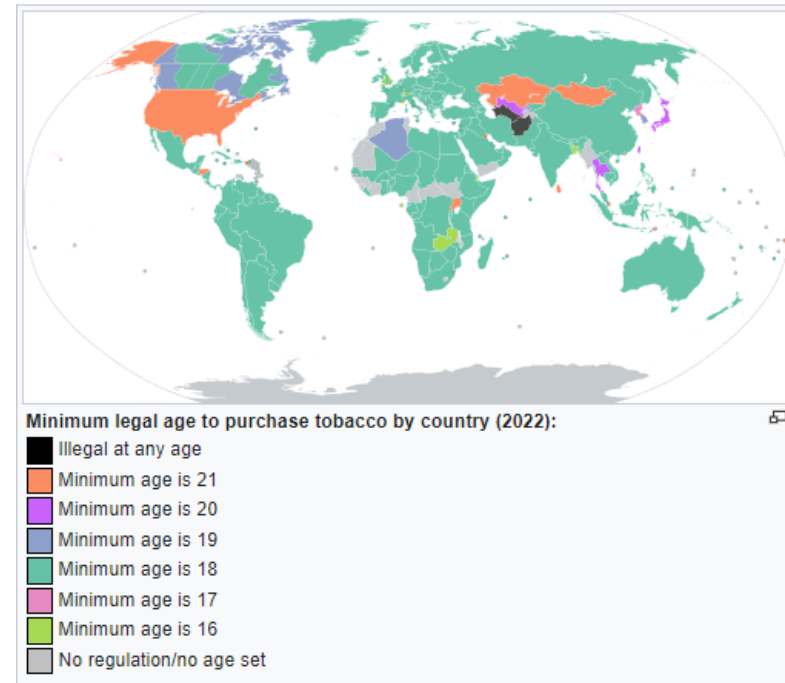 Minimum legal age to purchase tobacco by country (2022):
Illegal at any age
Minimum age is 21
Minimum age is 20
Minimum age is 19
Minimum age is 18
Minimum age is 17
Minimum age is 16
No regulation/no age set